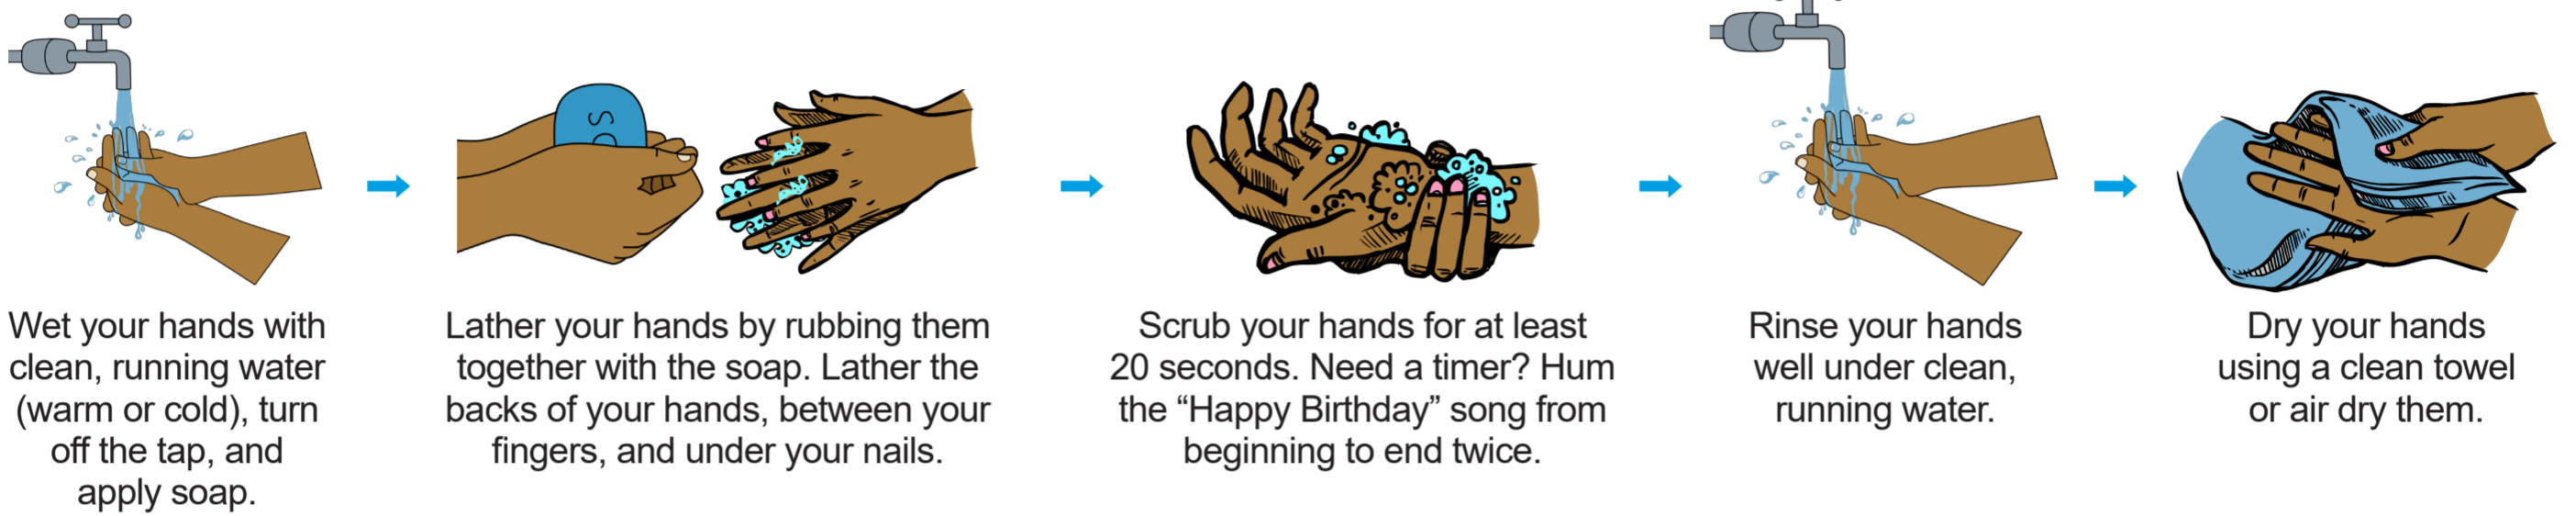 Wet your hands with
clean, running water
(warm or cold), turn
off the tap, and
apply soap.
SO
Lather your hands by rubbing them
together with the soap. Lather the
backs of your hands, between your
fingers, and under your nails.
Scrub your hands for at least
20 seconds. Need a timer? Hum
the “Happy Birthday” song from
beginning to end twice.
Rinse your hands
well under clean,
running water.
Dry your hands
using a clean towel
or air dry them.